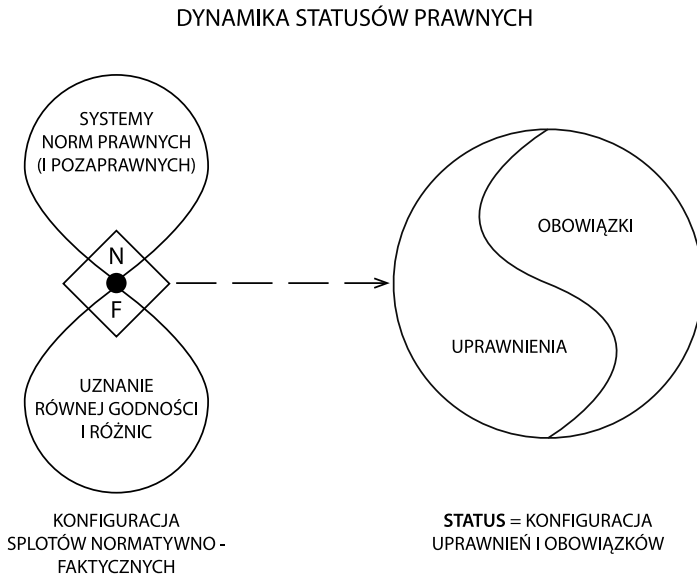 DYNAMIKA STATUSÓW PRAWNYCH
SYSTEMY
NORM PRAWNYCH
(I POZAPRAWNYCH)
N
F
UZNANIE
RÓWNEJ GODNOŚCI
I RÓŻNIC
KONFIGURACJA
SPLOTÓW NORMATYWNO -
FAKTYCZNYCH
OBOWIĄZKI
UPRAWNIENIA
STATUS = KONFIGURACJA
UPRAWNIEŃ I OBOWIĄZKÓW